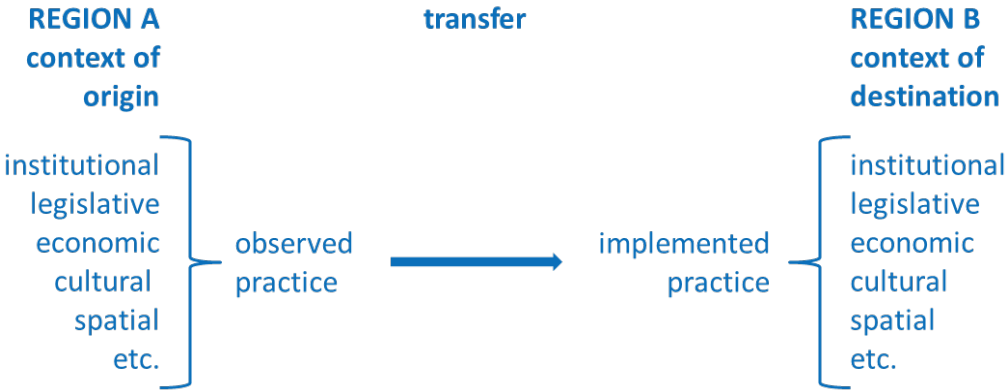 REGION A
context of
origin
transfer
REGION B
context of
destination
institutional
legislative
economic
cultural
spatial
etc.
observed
practice
implemented
practice
institutional
legislative
economic
cultural
spatial
etc.